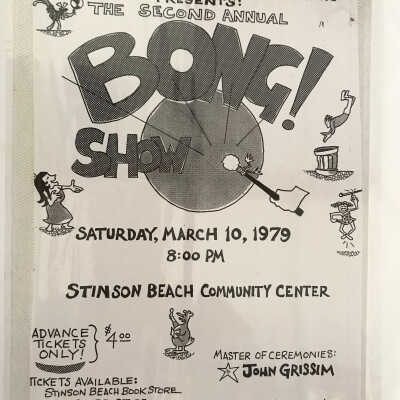 PRESENTS!
THE SECOND ANNUAL
BONG!
SHOW
SATURDAY, MARCH 10, 1979
8:00 PM
STINSON BEACH COMMUNITY CENTER
ADVANCE
TICKETS
ONLY!
$4.00
MASTER OF CEREMONIES:
JOHN GRISSIM
TICKETS AVAILABLE:
STINSON BEACH BOOK STORE